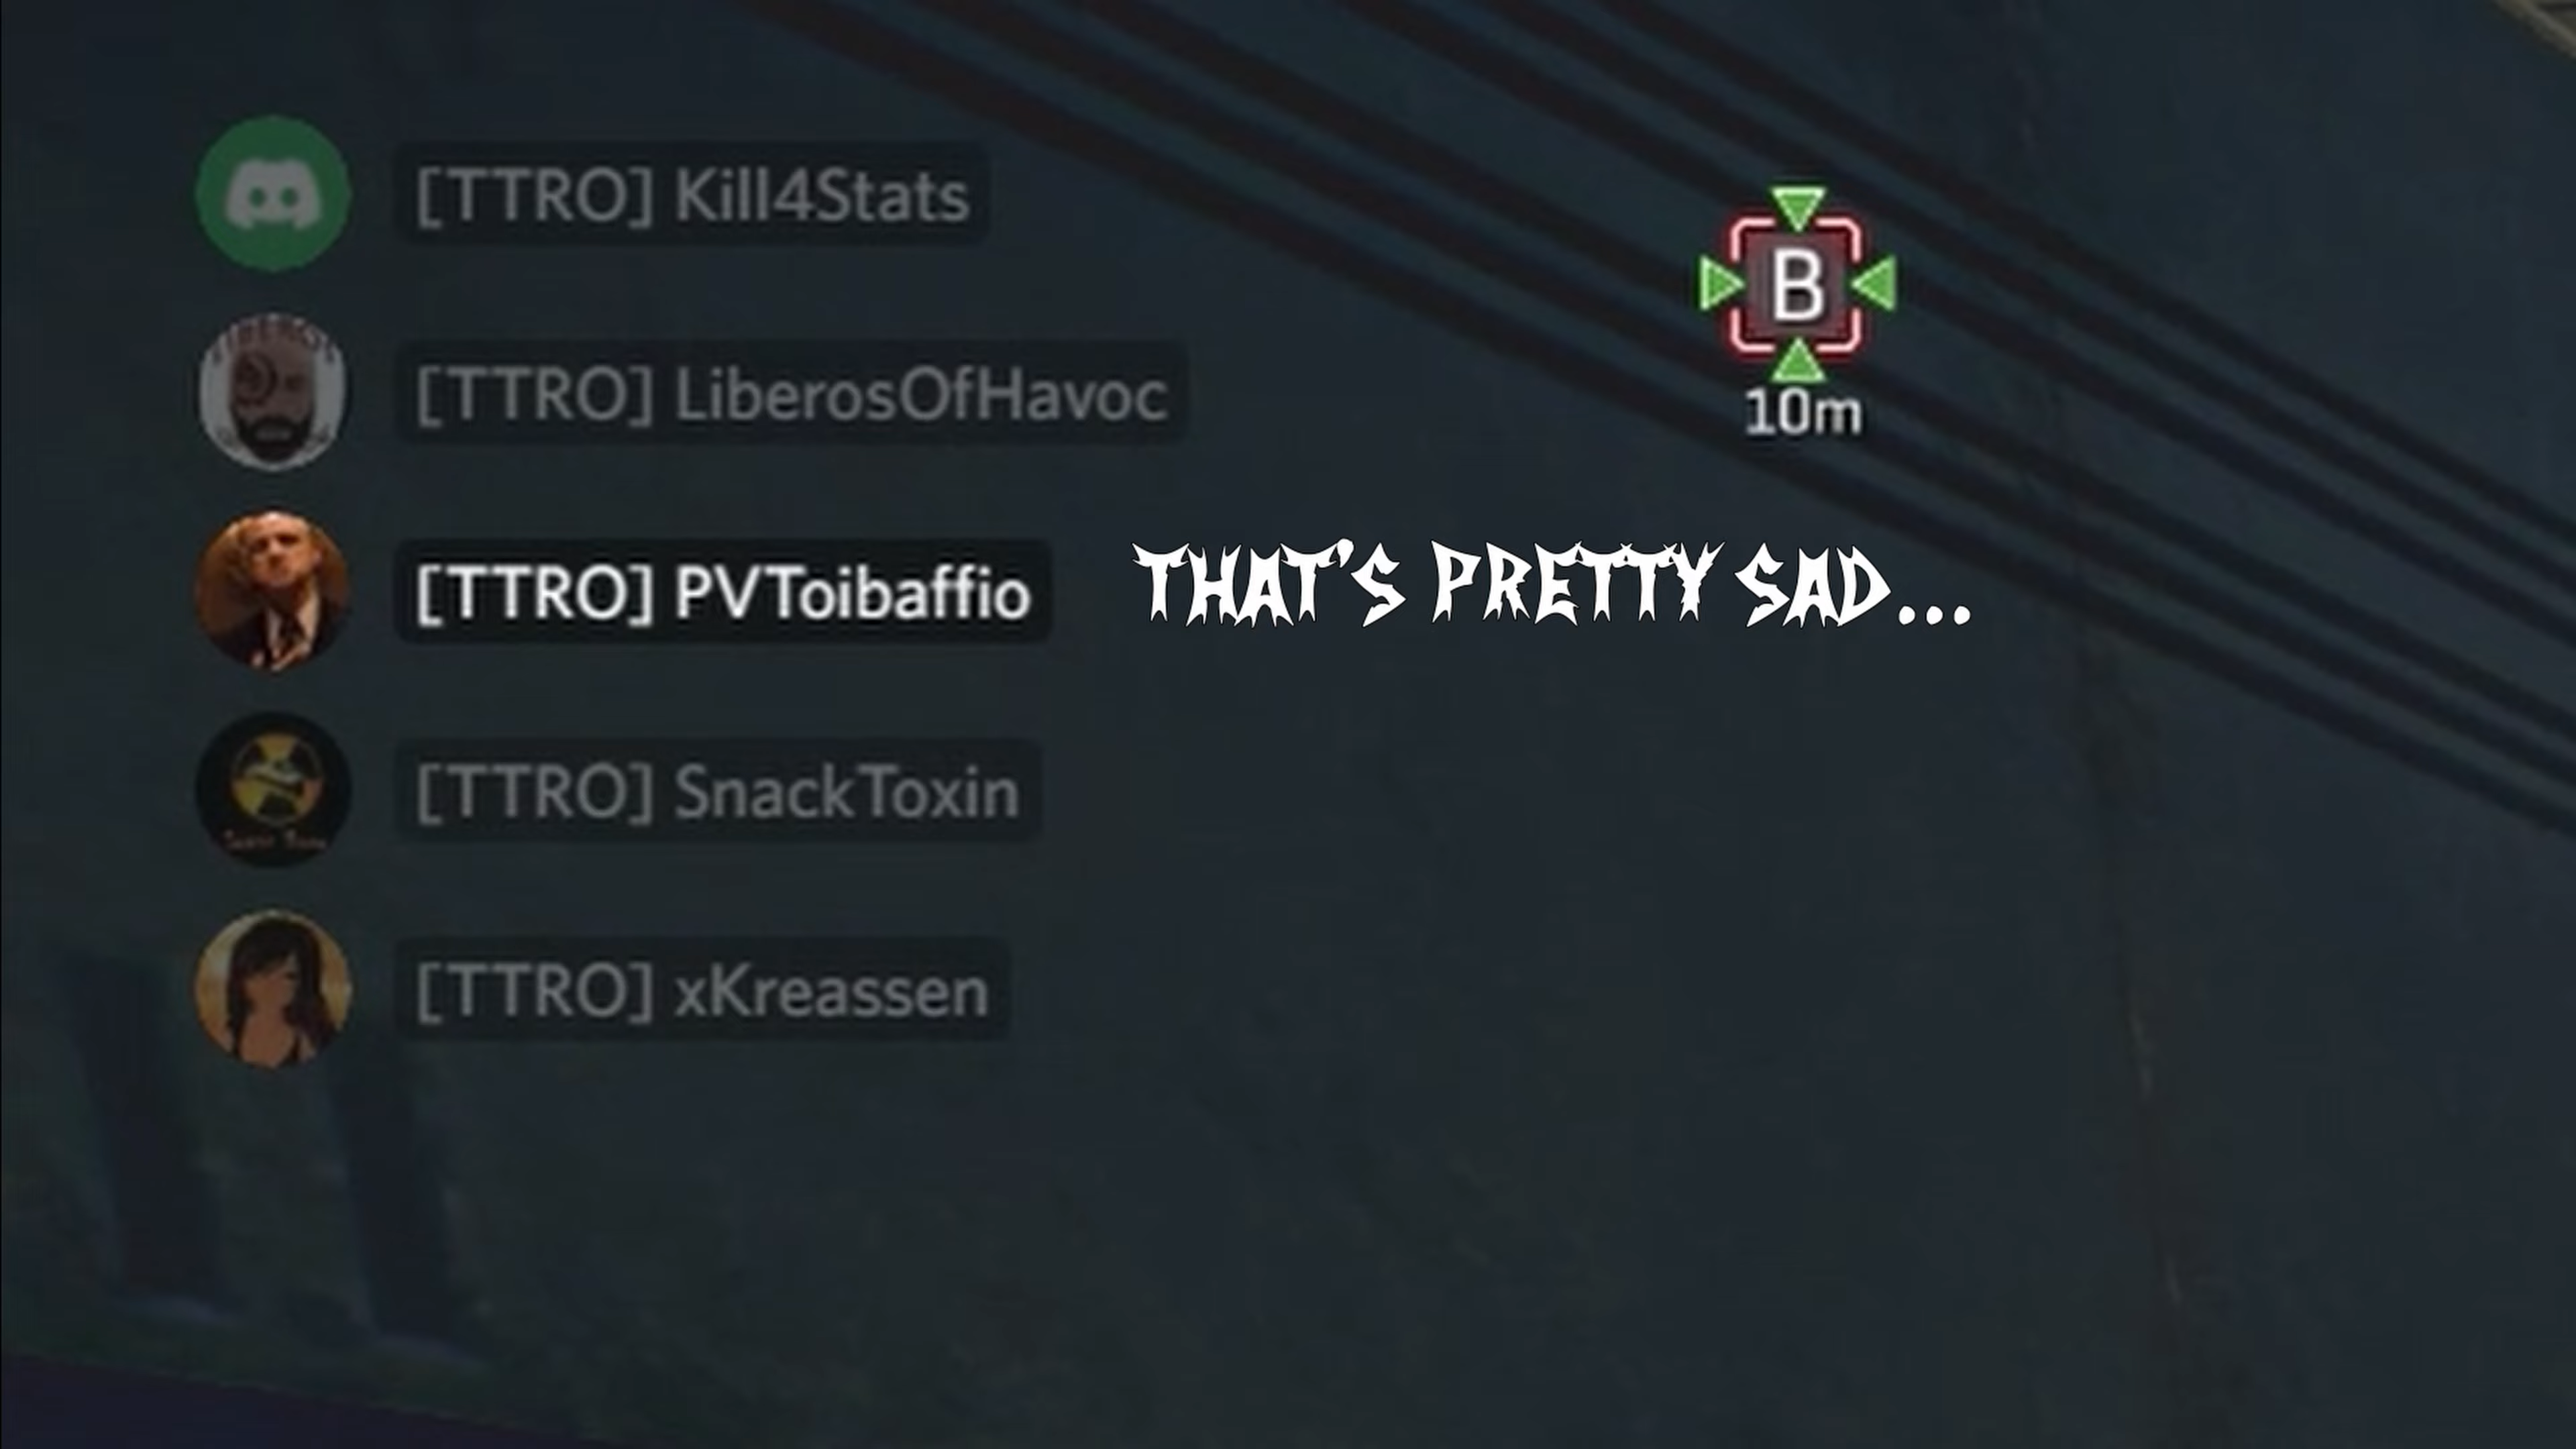 [TTRO] Kill4Stats
B
10m
[TTRO] LiberosOfHavoc
[TTRO] PVToibaffio
THAT'S PRETTY SAD...
[TTRO] SnackToxin
[TTRO] xKreassen